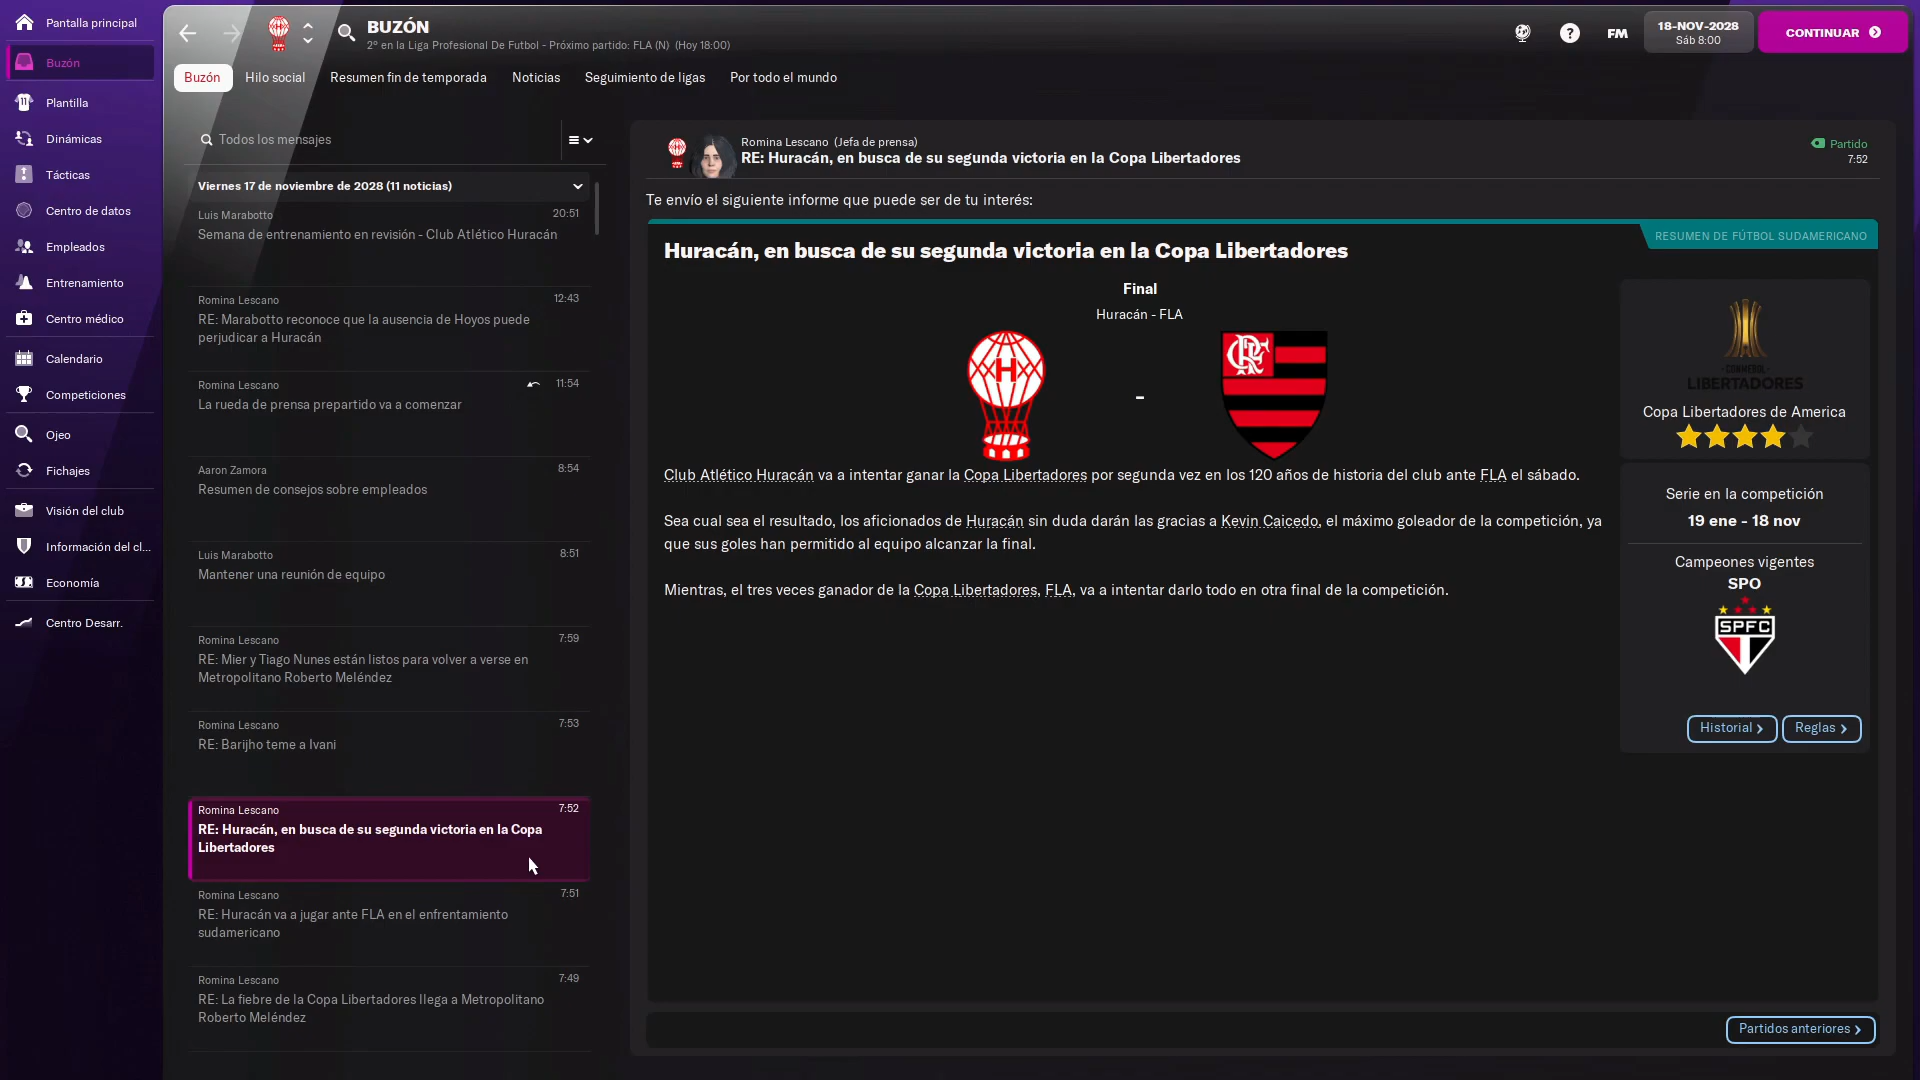 Pantalla principal
Buzón
Plantilla
Dinámicas
Tácticas
Centro de datos
Empleados
Entrenamiento
Centro médico
Calendario
Competiciones
Ojeo
Fichajes
Visión del club
Información del cl...
Economía
Centro Desarr.
BUZÓN
2º en la Liga Profesional De Futbol - Próximo partido: FLA (N) (Hoy 18:00)
FM
18-NOV-2028
Sáb 8:00
CONTINUAR
Buzón Hilo social Resumen fin de temporada Noticias Seguimiento de ligas Por todo el mundo
Todos los mensajes
Viernes 17 de noviembre de 2028 (11 noticias)
Luis Marabotto 20:51
Semana de entrenamiento en revisión - Club Atlético Huracán
Romina Lescano 12:43
RE: Marabotto reconoce que la ausencia de Hoyos puede
perjudicar a Huracán
Romina Lescano 11:54
La rueda de prensa prepartido va a comenzar
Aaron Zamora 8:54
Resumen de consejos sobre empleados
Luis Marabotto 8:51
Mantener una reunión de equipo
Romina Lescano 7:59
RE: Mier y Tiago Nunes están listos para volver a verse en
Metropolitano Roberto Meléndez
Romina Lescano 7:53
RE: Barijho teme a Ivani
Romina Lescano 7:52
RE: Huracán, en busca de su segunda victoria en la Copa
Libertadores
Romina Lescano 7:51
RE: Huracán va a jugar ante FLA en el enfrentamiento
sudamericano
Romina Lescano 7:49
RE: La fiebre de la Copa Libertadores llega a Metropolitano
Roberto Meléndez
Romina Lescano (Jefa de prensa)
RE: Huracán, en busca de su segunda victoria en la Copa Libertadores
Partido
7:52
Te envío el siguiente informe que puede ser de tu interés:
RESUMEN DE FÚTBOL SUDAMERICANO
Huracán, en busca de su segunda victoria en la Copa Libertadores
Final
Huracán - FLA
H
-
CRF
Club Atlético Huracán va a intentar ganar la Copa Libertadores por segunda vez en los 120 años de historia del club ante FLA el sábado.
Sea cual sea el resultado, los aficionados de Huracán sin duda darán las gracias a Kevin Caicedo, el máximo goleador de la competición, ya
que sus goles han permitido al equipo alcanzar la final.
Mientras, el tres veces ganador de la Copa Libertadores, FLA, va a intentar darlo todo en otra final de la competición.
CONMEBOL
LIBERTADORES
Copa Libertadores de America
Serie en la competición
19 ene - 18 nov
Campeones vigentes
SPO
SPFC
Historial
Reglas
Partidos anteriores